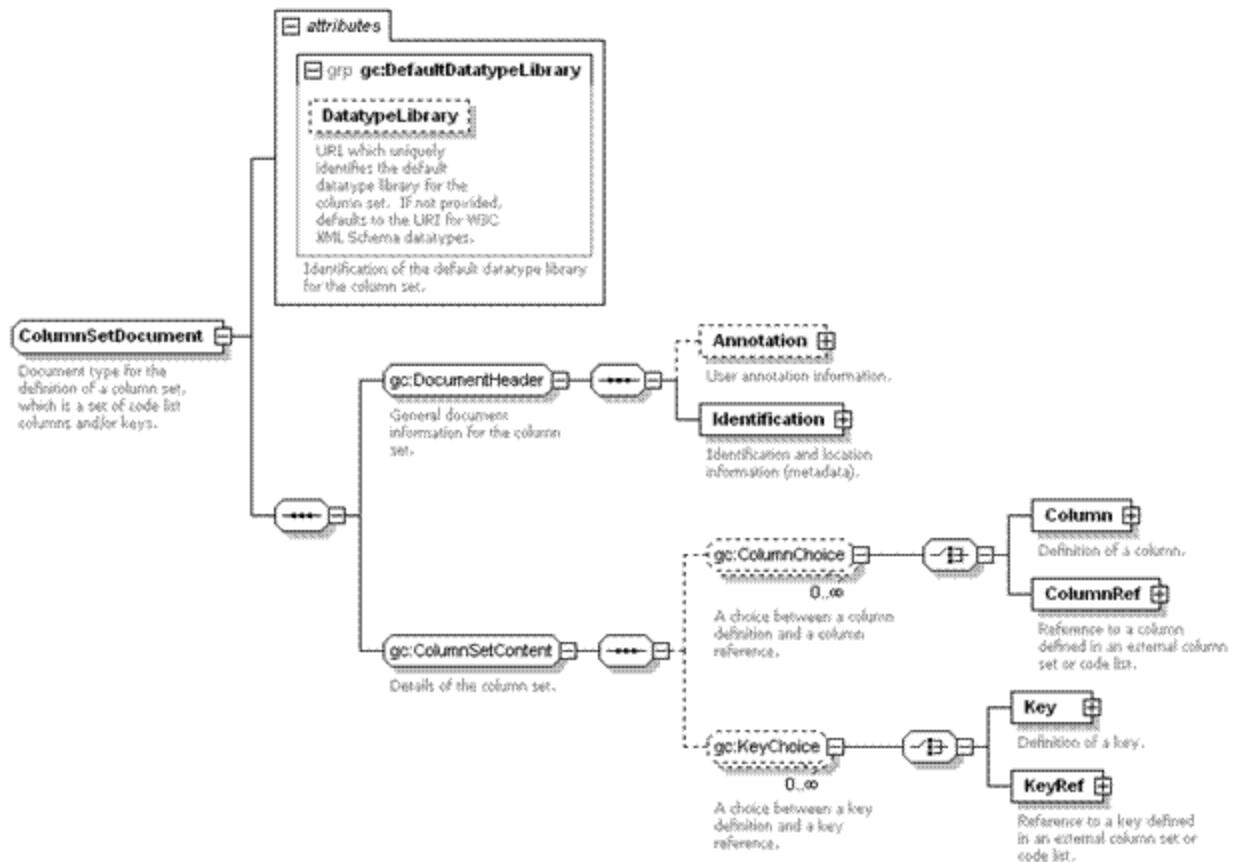 attributes
grp gc:DefaultDatatypeLibrary
DatatypeLibrary
URI which uniquely
identifies the default
datatype library for the
column set. IF not provided,
defaults to the URI for W3C
XML Schema datatypes.
Identification of the default datatype library
for the column set.
ColumnSetDocument
Document type for the
definition of a column set,
which is a set of code list
columns and/or keys.
gc:DocumentHeader
General document
information for the column
set.
Annotation
User annotation information.
Identification
Identification and location
information (metadata).
gc:ColumnSetContent
Details of the column set.
gc:ColumnChoice
0..∞
A choice between a column
definition and a column
reference.
Column
Definition of a column.
ColumnRef
Reference to a column
defined in an external column
set or code list.
gc:KeyChoice
0..∞
A choice between a key
definition and a key
reference.
Key
Definition of a key.
KeyRef
Reference to a key defined
in an external column set or
code list.